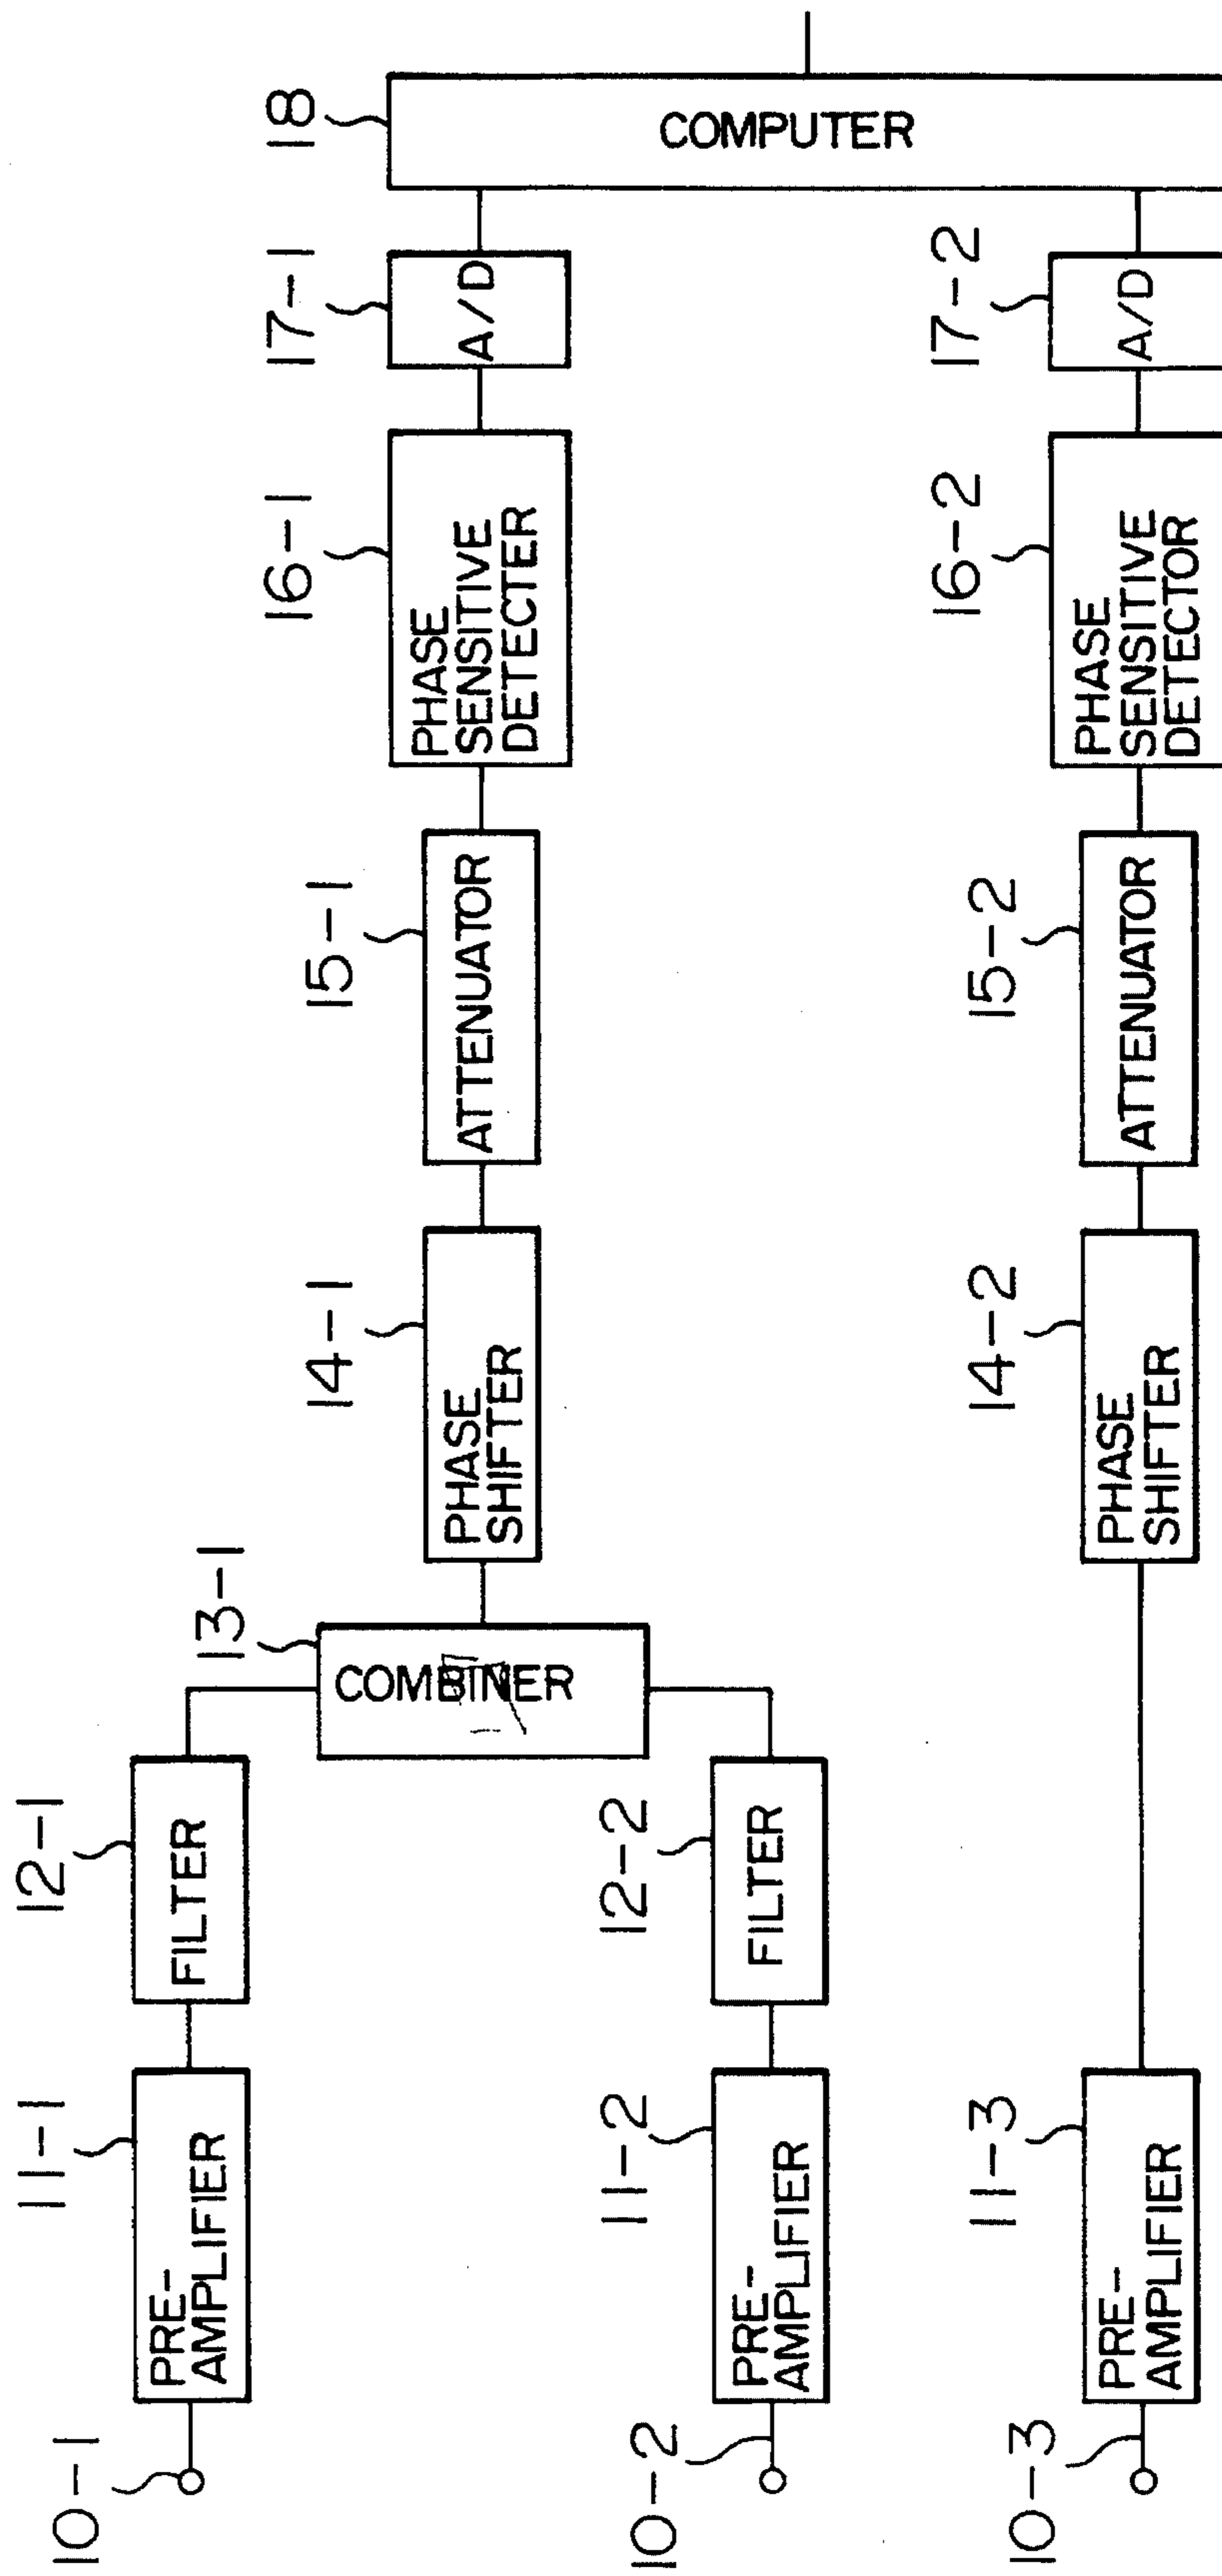 10-1
PRE-
AMPLIFIER
11-1
FILTER
12-1
10-2
PRE-
AMPLIFIER
11-2
FILTER
12-2
COMBINER
13-1
PHASE
SHIFTER
14-1
ATTENUATOR
15-1
PHASE
SENSITIVE
DETECTER
16-1
A/D
17-1
COMPUTER
18
10-3
PRE-
AMPLIFIER
11-3
PHASE
SHIFTER
14-2
ATTENUATOR
15-2
PHASE
SENSITIVE
DETECTOR
16-2
A/D
17-2